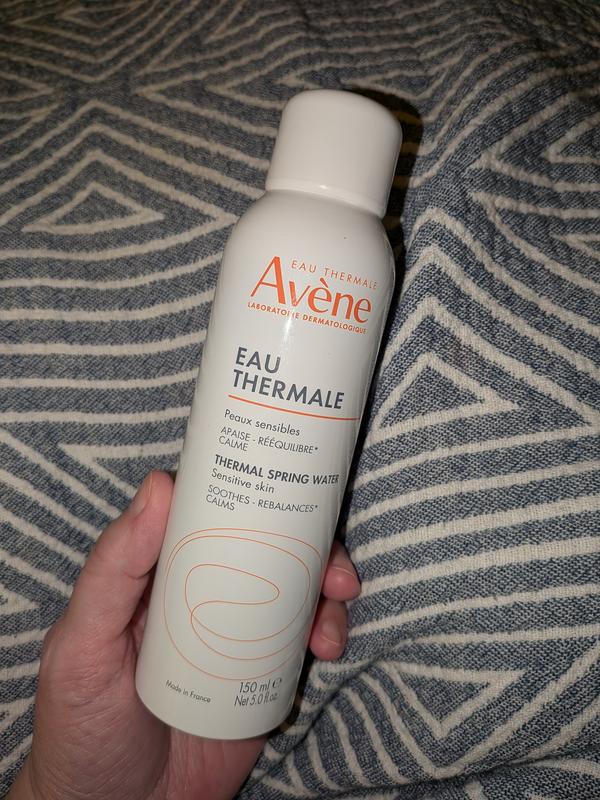 EAU THERMALE
Avène
LABORATOIRE DERMATOLOGIQUE
EAU
THERMALE
Peaux sensibles
APAISE - RÉÉQUILIBRE*
CALME
THERMAL SPRING WATER
Sensitive skin
SOOTHES - REBALANCES*
CALMS
Made in France
150 ml ℮
Net 5.0 fl.oz.